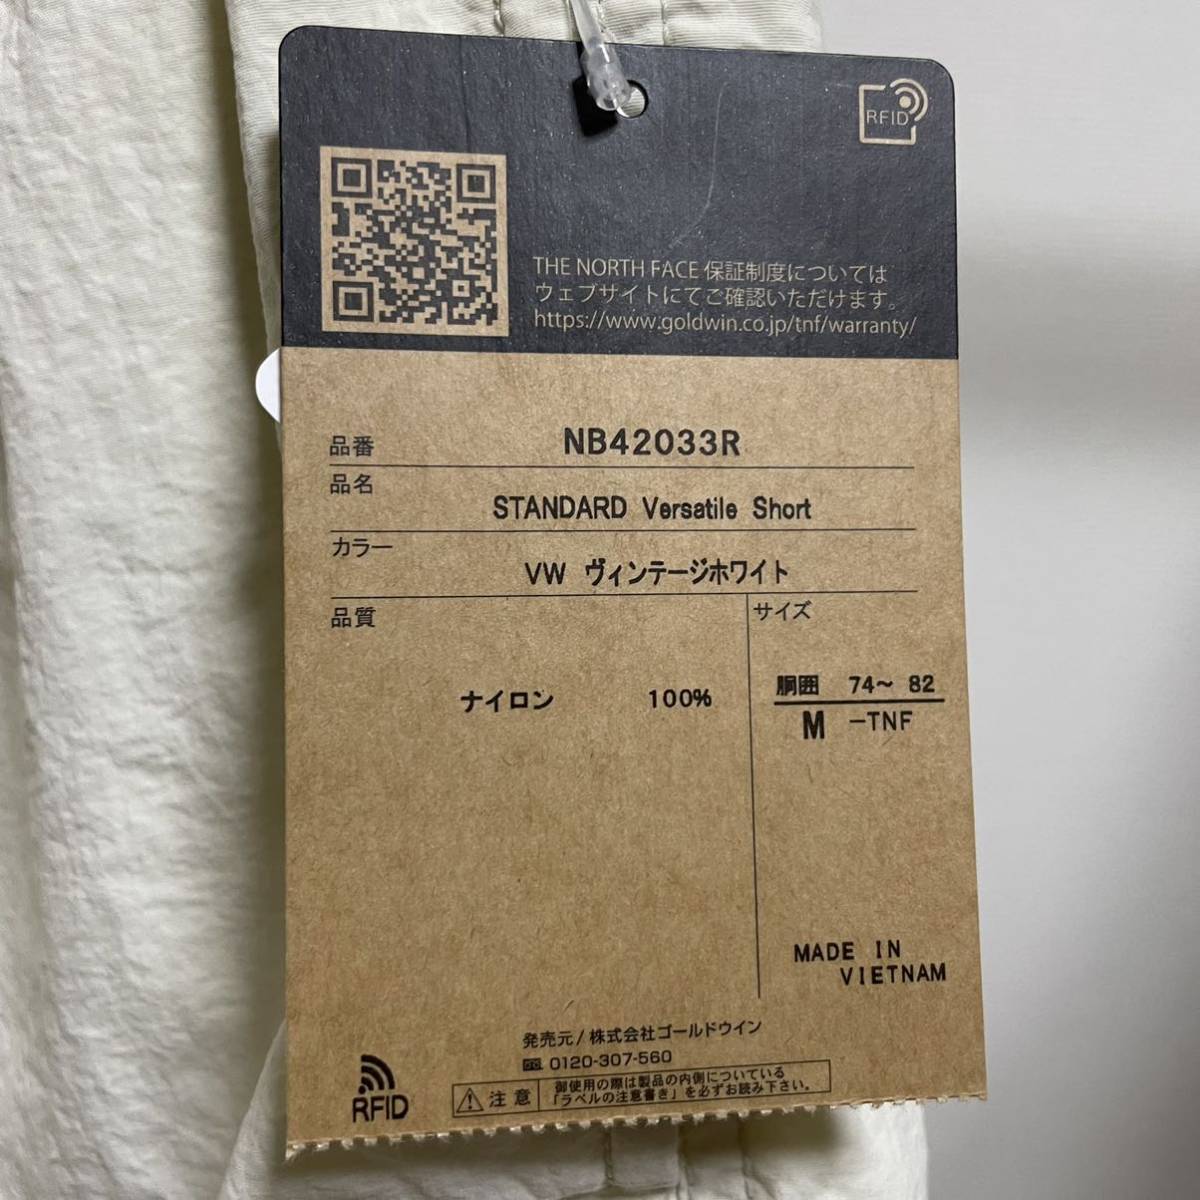 RFID
THE NORTH FACE 保証制度については
ウェブサイトにてご確認いただけます。
https://www.goldwin.co.jp/tnf/warranty/
品番 NB42033R
品名
STANDARD Versatile Short
カラー
VW ヴィンテージホワイト
品質
サイズ
ナイロン 100%
胴囲 74～ 82
M -TNF
MADE IN
VIETNAM
発売元/株式会社ゴールドウイン
0120-307-560
RFID
注意
御使用の際は製品の内側についている
「ラベルの注意書き」を必ずお読み下さい。